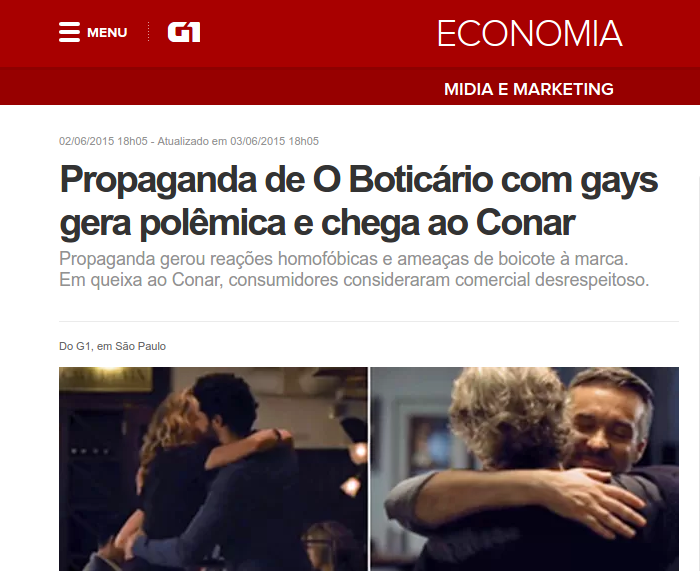 MENU
G1
ECONOMIA
MIDIA E MARKETING
02/06/2015 18h05 - Atualizado em 03/06/2015 18h05
Propaganda de O Boticário com gays
gera polêmica e chega ao Conar
Propaganda gerou reações homofóbicas e ameaças de boicote à marca.
Em queixa ao Conar, consumidores consideraram comercial desrespeitoso.
Do G1, em São Paulo